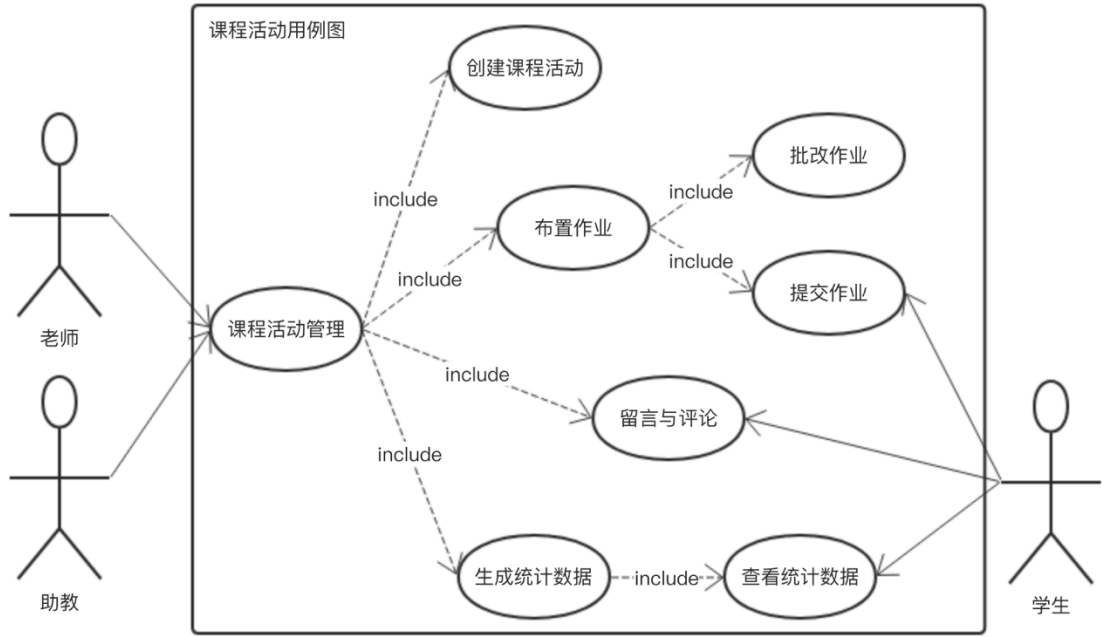 课程活动用例图
创建课程活动
批改作业
include
include
布置作业
include
include
提交作业
课程活动管理
老师
include
留言与评论
include
生成统计数据
include
查看统计数据
助教
学生